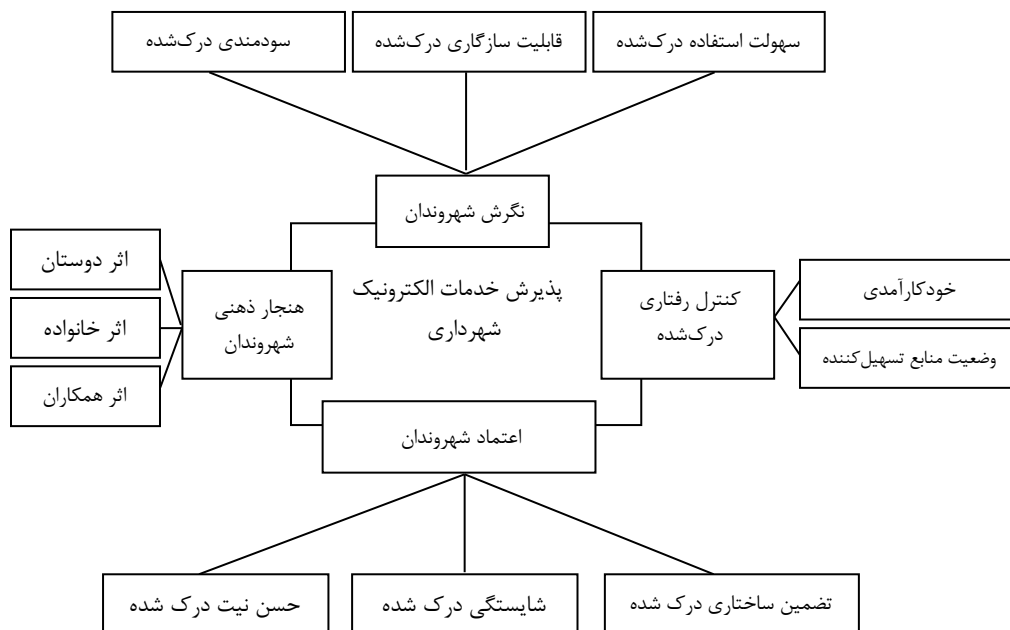 سهولت استفاده درک‌شده
قابلیت سازگاری درک‌شده
سودمندی درک‌شده
نگرش شهروندان
خودکارآمدی
وضعیت منابع تسهیل‌کننده
کنترل رفتاری
درک‌شده
پذیرش خدمات الکترونیک
شهرداری
هنجار ذهنی
شهروندان
اثر دوستان
اثر خانواده
اثر همکاران
اعتماد شهروندان
تضمین ساختاری درک شده
شایستگی درک شده
حسن نیت درک شده